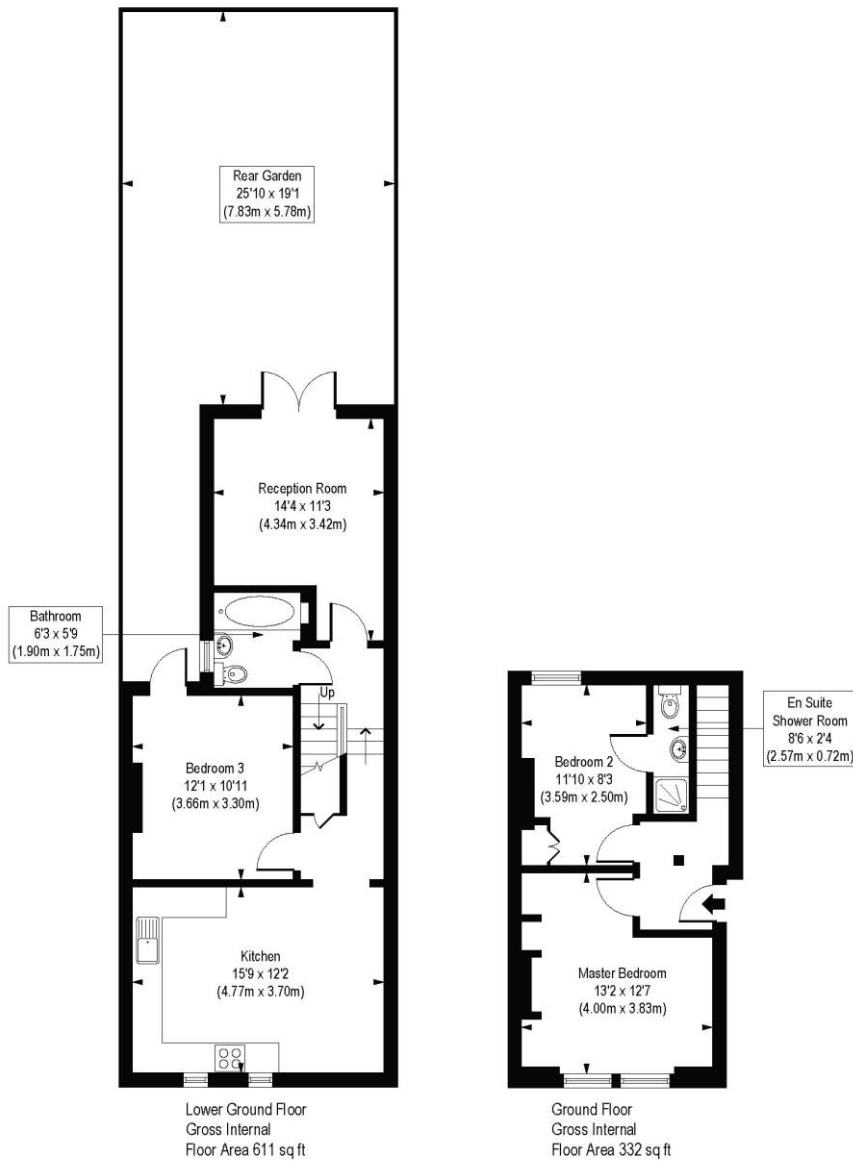 Rear Garden
25'10 x 19'1
(7.83m x 5.78m)
Reception Room
14'4 x 11'3
(4.34m x 3.42m)
Bathroom
6'3 x 5'9
(1.90m x 1.75m)
Up
Bedroom 3
12'1 x 10'11
(3.66m x 3.30m)
Kitchen
15'9 x 12'2
(4.77m x 3.70m)
Lower Ground Floor
Gross Internal
Floor Area 611 sq ft
En Suite
Shower Room
8'6 x 2'4
(2.57m x 0.72m)
Bedroom 2
11'10 x 8'3
(3.59m x 2.50m)
Master Bedroom
13'2 x 12'7
(4.00m x 3.83m)
Ground Floor
Gross Internal
Floor Area 332 sq ft